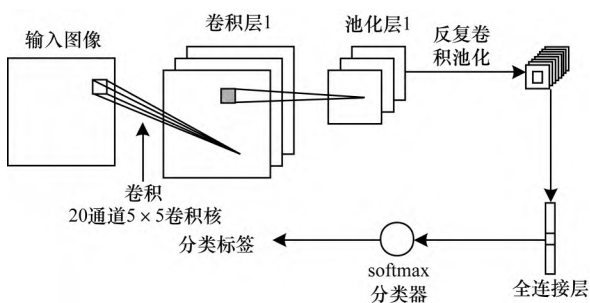 输入图像
卷积层1
池化层1
反复卷
积池化
卷积
20通道5×5卷积核
分类标签
softmax
分类器
全连接层